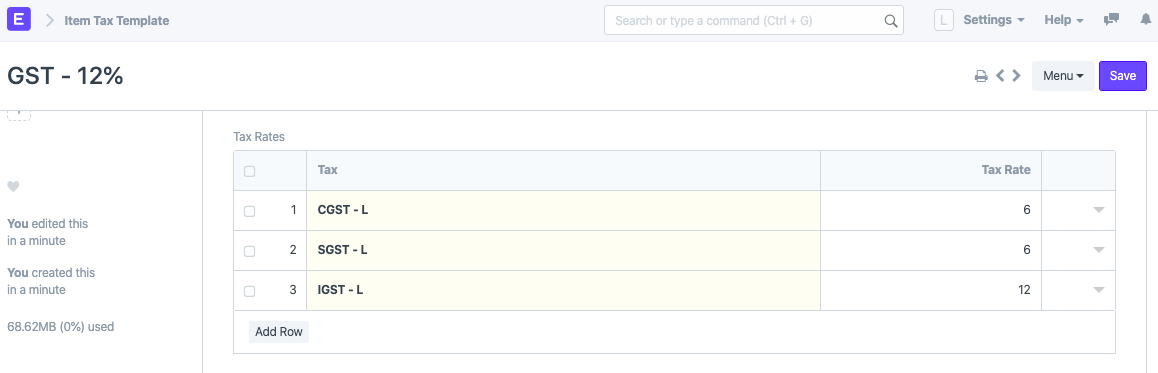 E
Item Tax Template
Search or type a command (Ctrl + G)
L
Settings
Help
GST - 12%
Menu
Save
Tax Rates
Tax
Tax Rate
1 CGST - L 6
2 SGST - L 6
3 IGST - L 12
Add Row
You edited this
in a minute
You created this
in a minute
68.62MB (0%) used